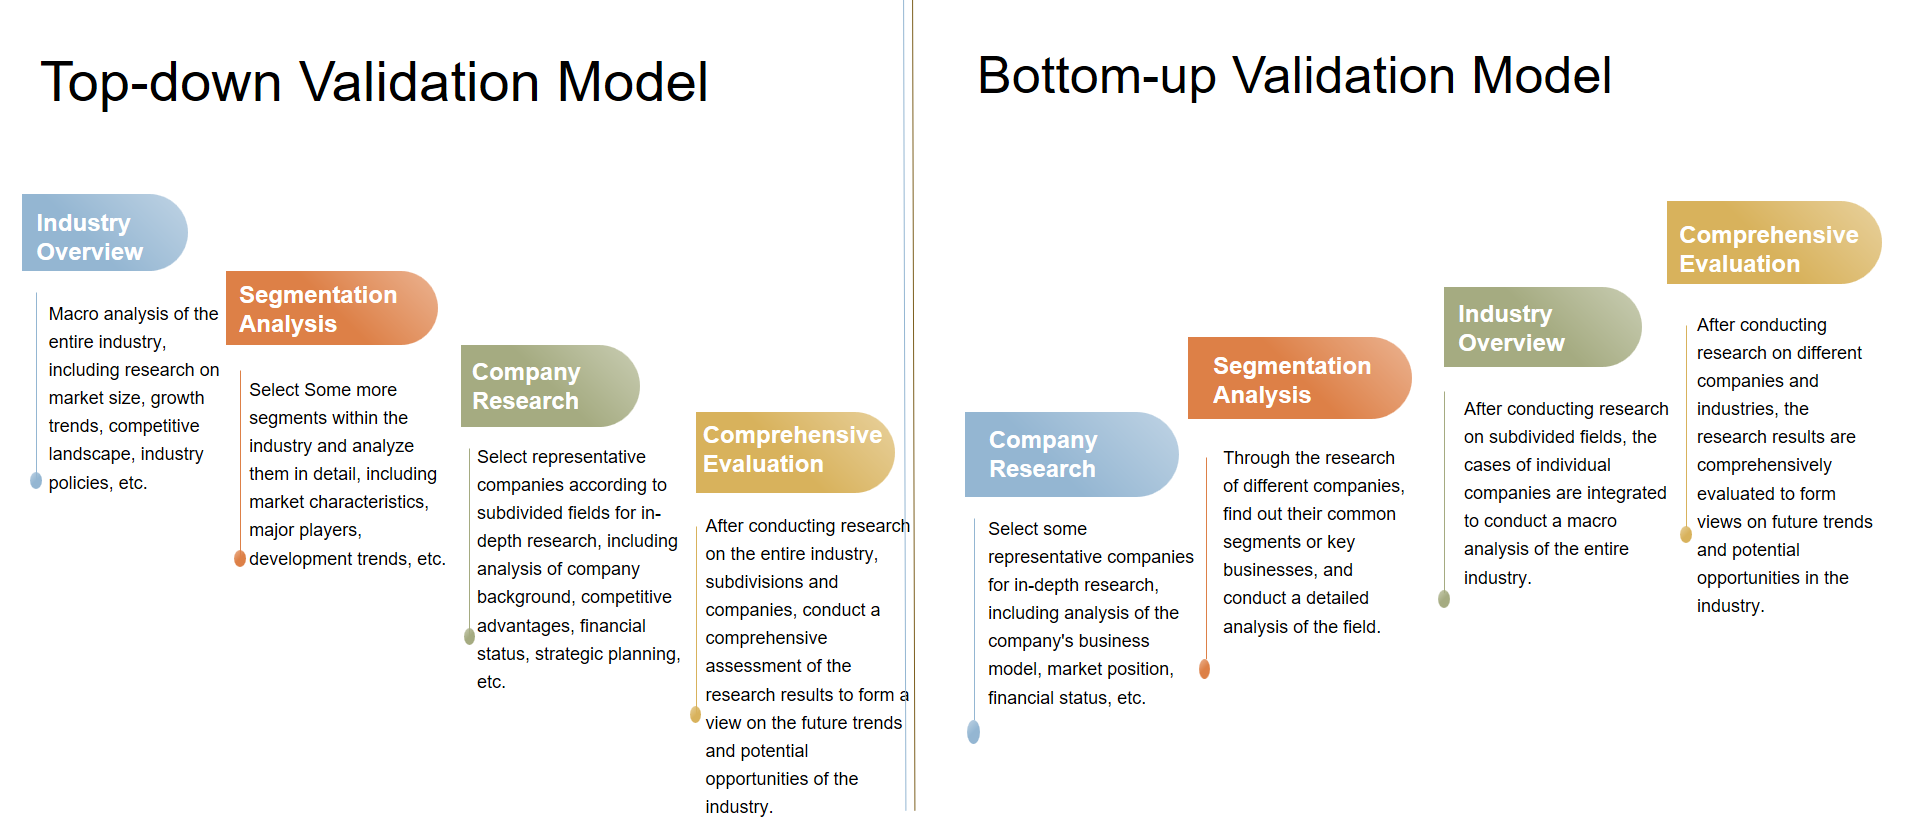 Top-down Validation Model
Industry
Overview
Macro analysis of the
entire industry,
including research on
market size, growth
trends, competitive
landscape, industry
policies, etc.
Segmentation
Analysis
Select Some more
segments within the
industry and analyze
them in detail, including
market characteristics,
major players,
development trends, etc.
Company
Research
Select representative
companies according to
subdivided fields for in-
depth research, including
analysis of company
background, competitive
advantages, financial
status, strategic planning,
etc.
Comprehensive
Evaluation
After conducting research
on the entire industry,
subdivisions and
companies, conduct a
comprehensive
assessment of the
research results to form a
view on the future trends
and potential
opportunities of the
industry.
Bottom-up Validation Model
Company
Research
Select some
representative companies
for in-depth research,
including analysis of the
company's business
model, market position,
financial status, etc.
Segmentation
Analysis
Through the research
of different companies,
find out their common
segments or key
businesses, and
conduct a detailed
analysis of the field.
Industry
Overview
After conducting research
on subdivided fields, the
cases of individual
companies are integrated
to conduct a macro
analysis of the entire
industry.
Comprehensive
Evaluation
After conducting
research on different
companies and
industries, the
research results are
comprehensively
evaluated to form
views on future trends
and potential
opportunities in the
industry.